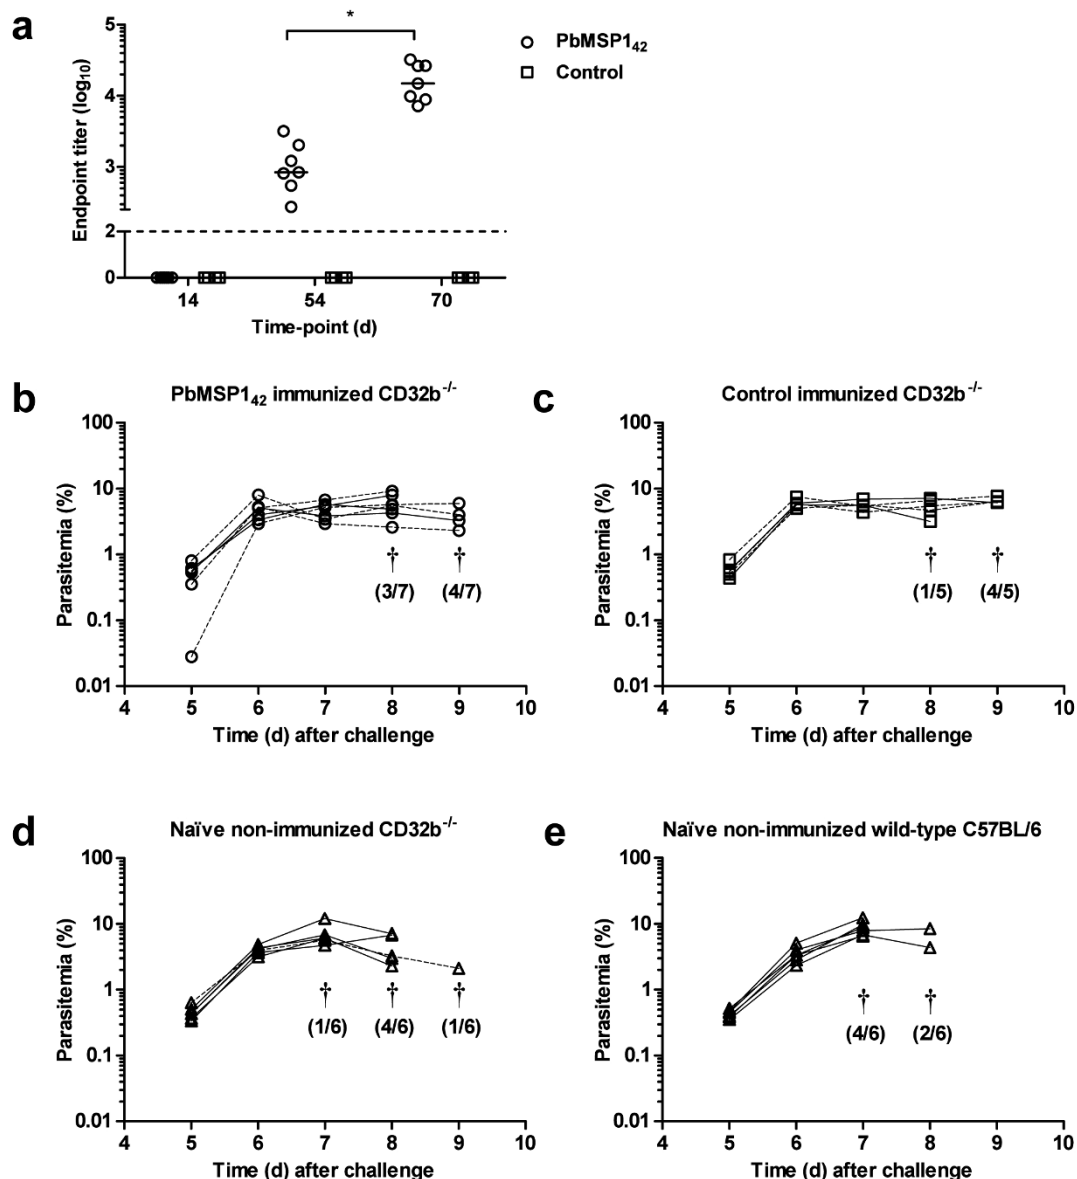 a
5
*
PbMSP1₄₂
Control
4
3
2
0
Endpoint titer (log₁₀)
14 54 70
Time-point (d)
b
PbMSP1₄₂ immunized CD32b⁻/⁻
100
10
1
0.1
0.01
Parasitemia (%)
† †
(3/7) (4/7)
4 5 6 7 8 9 10
Time (d) after challenge
c
Control immunized CD32b⁻/⁻
100
10
1
0.1
0.01
Parasitemia (%)
† †
(1/5) (4/5)
4 5 6 7 8 9 10
Time (d) after challenge
d
Naïve non-immunized CD32b⁻/⁻
100
10
1
0.1
0.01
Parasitemia (%)
† † †
(1/6) (4/6) (1/6)
4 5 6 7 8 9 10
Time (d) after challenge
e
Naïve non-immunized wild-type C57BL/6
100
10
1
0.1
0.01
Parasitemia (%)
† †
(4/6) (2/6)
4 5 6 7 8 9 10
Time (d) after challenge